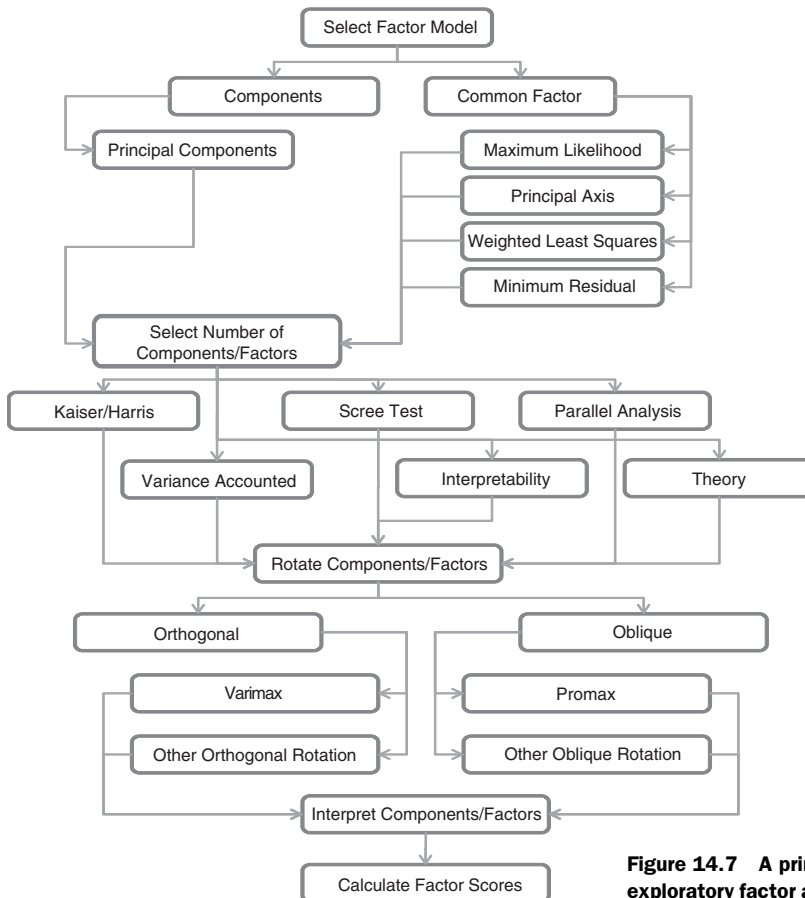 Select Factor Model
Components
Common Factor
Principal Components
Maximum Likelihood
Principal Axis
Weighted Least Squares
Minimum Residual
Select Number of
Components/Factors
Kaiser/Harris
Scree Test
Parallel Analysis
Variance Accounted
Interpretability
Theory
Rotate Components/Factors
Orthogonal
Oblique
Varimax
Promax
Other Orthogonal Rotation
Other Oblique Rotation
Interpret Components/Factors
Calculate Factor Scores
Figure 14.7 A prin
exploratory factor a